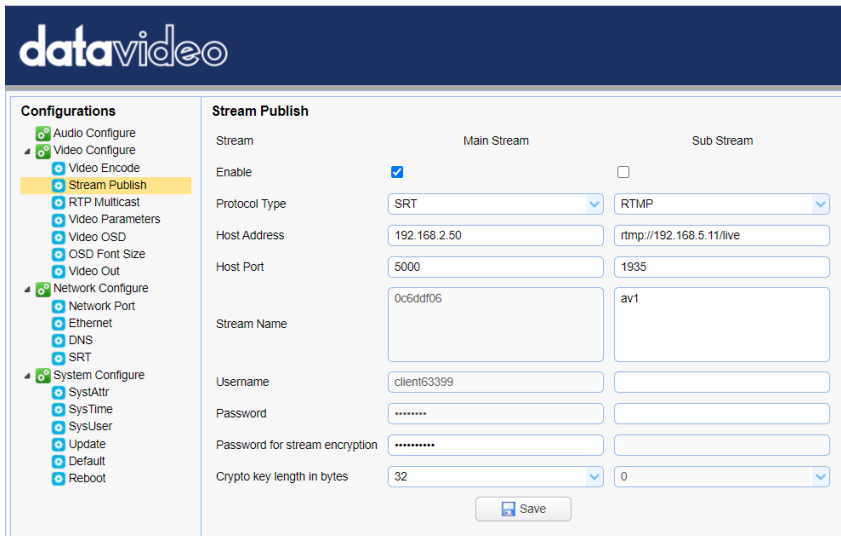 datavideo
Configurations
Audio Configure
Video Configure
Video Encode
Stream Publish
RTP Multicast
Video Parameters
Video OSD
OSD Font Size
Video Out
Network Configure
Network Port
Ethernet
DNS
SRT
System Configure
SystAttr
SysTime
SysUser
Update
Default
Reboot
Stream Publish
Stream Main Stream Sub Stream
Enable
Protocol Type SRT RTMP
Host Address 192.168.2.50 rtmp://192.168.5.11/live
Host Port 5000 1935
Stream Name 0c6ddf06 av1
Username client63399
Password ••••••••
Password for stream encryption ••••••••••
Crypto key length in bytes 32 0
Save